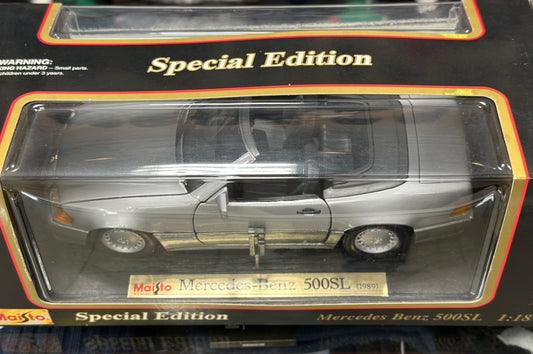 WARNING:
KING HAZARD - Small parts.
children under 3 years.
Special Edition
Maisto Mercedes-Benz 500SL (1989)
Maisto Special Edition Mercedes Benz 500SL 1:18